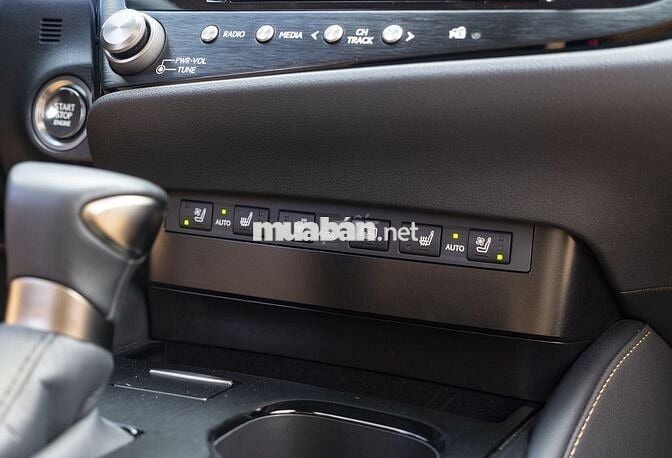 RADIO
MEDIA
< CH TRACK >
PWR·VOL
TUNE
START
STOP
ENGINE
AUTO
muaban.net
AUTO